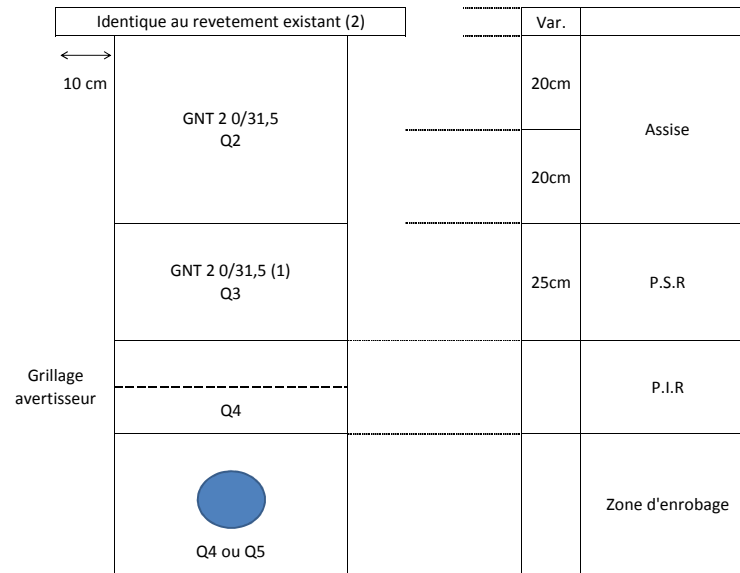 Identique au revetement existant (2)
Var.
10 cm
20cm
GNT 2 0/31,5
Q2
Assise
20cm
GNT 2 0/31,5 (1)
Q3
25cm
P.S.R
Grillage
avertisseur
P.I.R
Q4
Zone d'enrobage
Q4 ou Q5